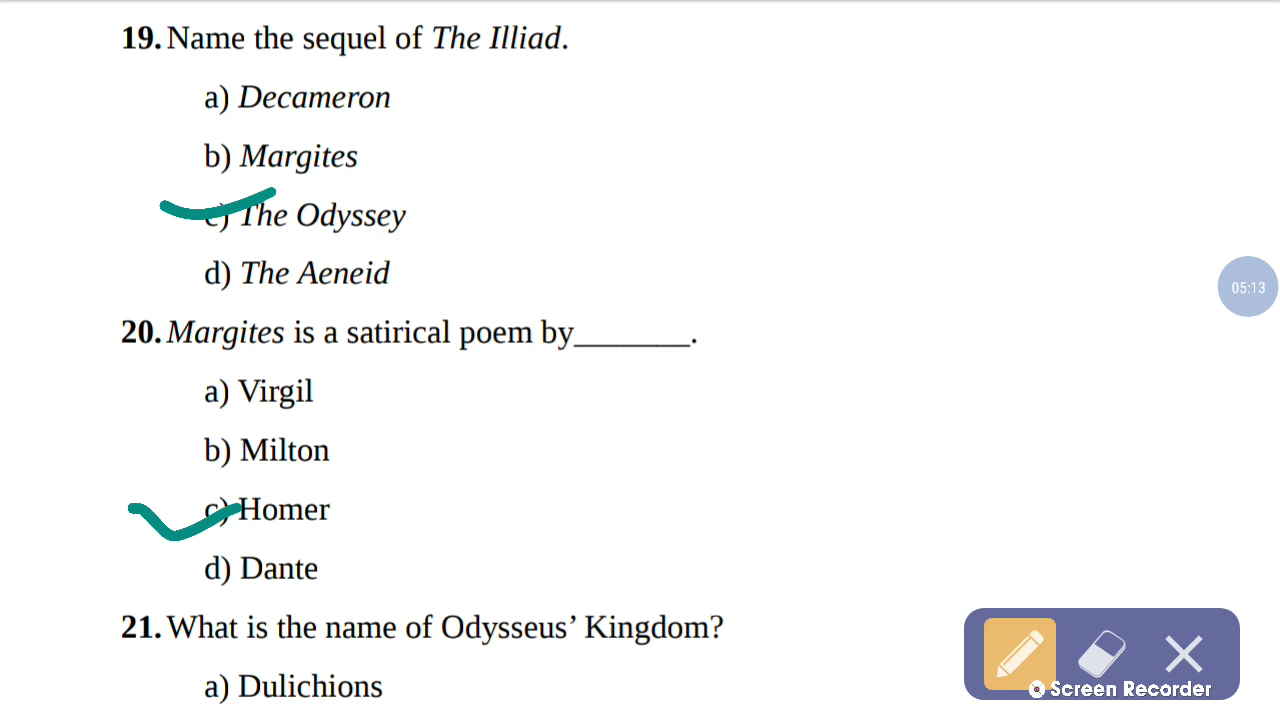 19. Name the sequel of The Illiad.
a) Decameron
b) Margites
c) The Odyssey
d) The Aeneid
05:13
20. Margites is a satirical poem by_______.
a) Virgil
b) Milton
c) Homer
d) Dante
21. What is the name of Odysseus’ Kingdom?
a) Dulichions
Screen Recorder